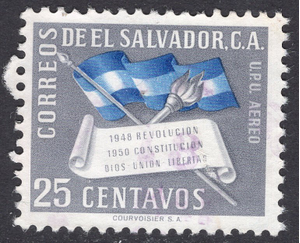 CORREOS
DE EL SALVADOR, C.A.
U.P.U. AEREO
1948 REVOLUCION
1950 CONSTITUCION
DIOS UNION LIBERTAD
25 CENTAVOS
COURVOISIER S.A.